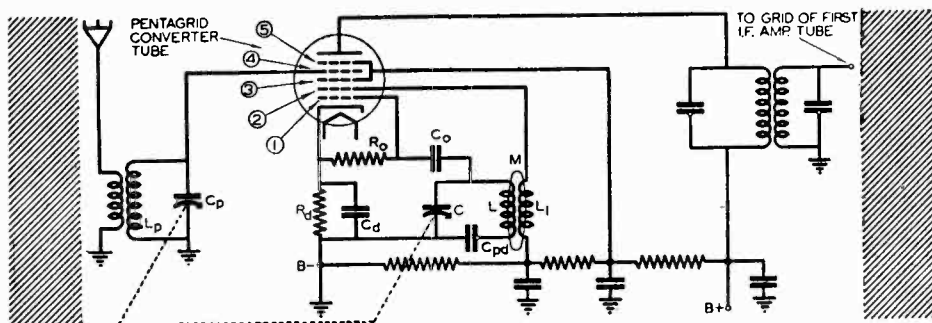 PENTAGRID
CONVERTER
TUBE
⑤
④
③
②
①
TO GRID OF FIRST
I.F. AMP. TUBE
Lp
Cp
Ro
Co
M
Rd
Cd
C
L
L1
Cpd
B-
B+